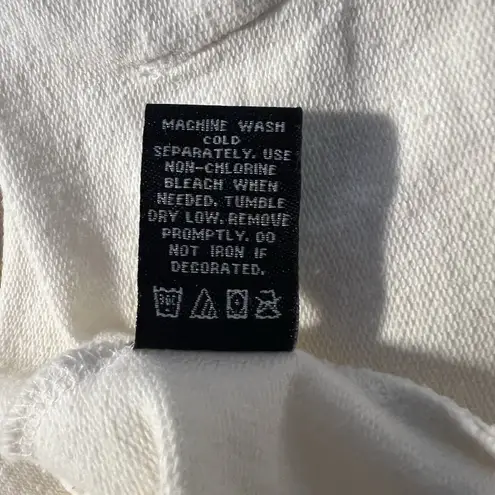 MACHINE WASH
COLD
SEPARATELY. USE
NON-CHLORINE
BLEACH WHEN
NEEDED. TUMBLE
DRY LOW. REMOVE
PROMPTLY. DO
NOT IRON IF
DECORATED.
30C